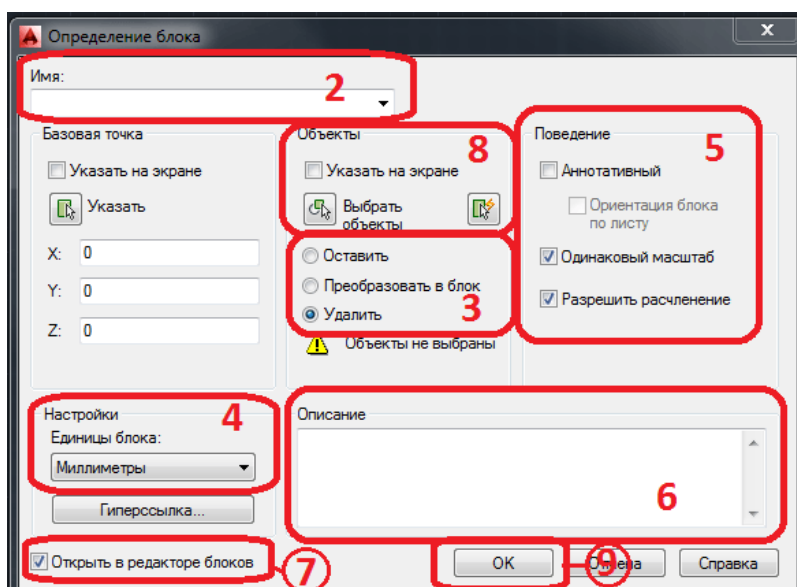 Определение блока
X
Имя:
2
Базовая точка
Указать на экране
Указать
X: 0
Y: 0
Z: 0
Объекты
8
Указать на экране
Выбрать
объекты
Оставить
Преобразовать в блок
3
Удалить
Объекты не выбраны
Поведение
5
Аннотативный
Ориентация блока
по листу
Одинаковый масштаб
Разрешить расчленение
Настройки
4
Единицы блока:
Миллиметры
Гиперссылка...
Описание
6
Открыть в редакторе блоков
7
OK
9
Отмена
Справка